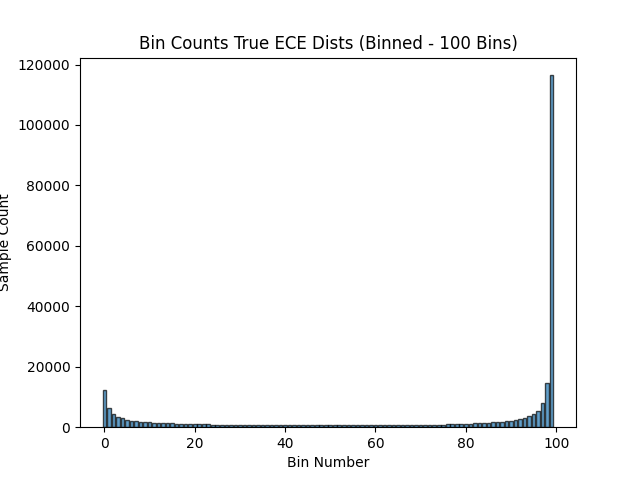 Bin Counts True ECE Dists (Binned - 100 Bins)
120000
100000
80000
60000
40000
20000
0
Sample Count
0 20 40 60 80 100
Bin Number